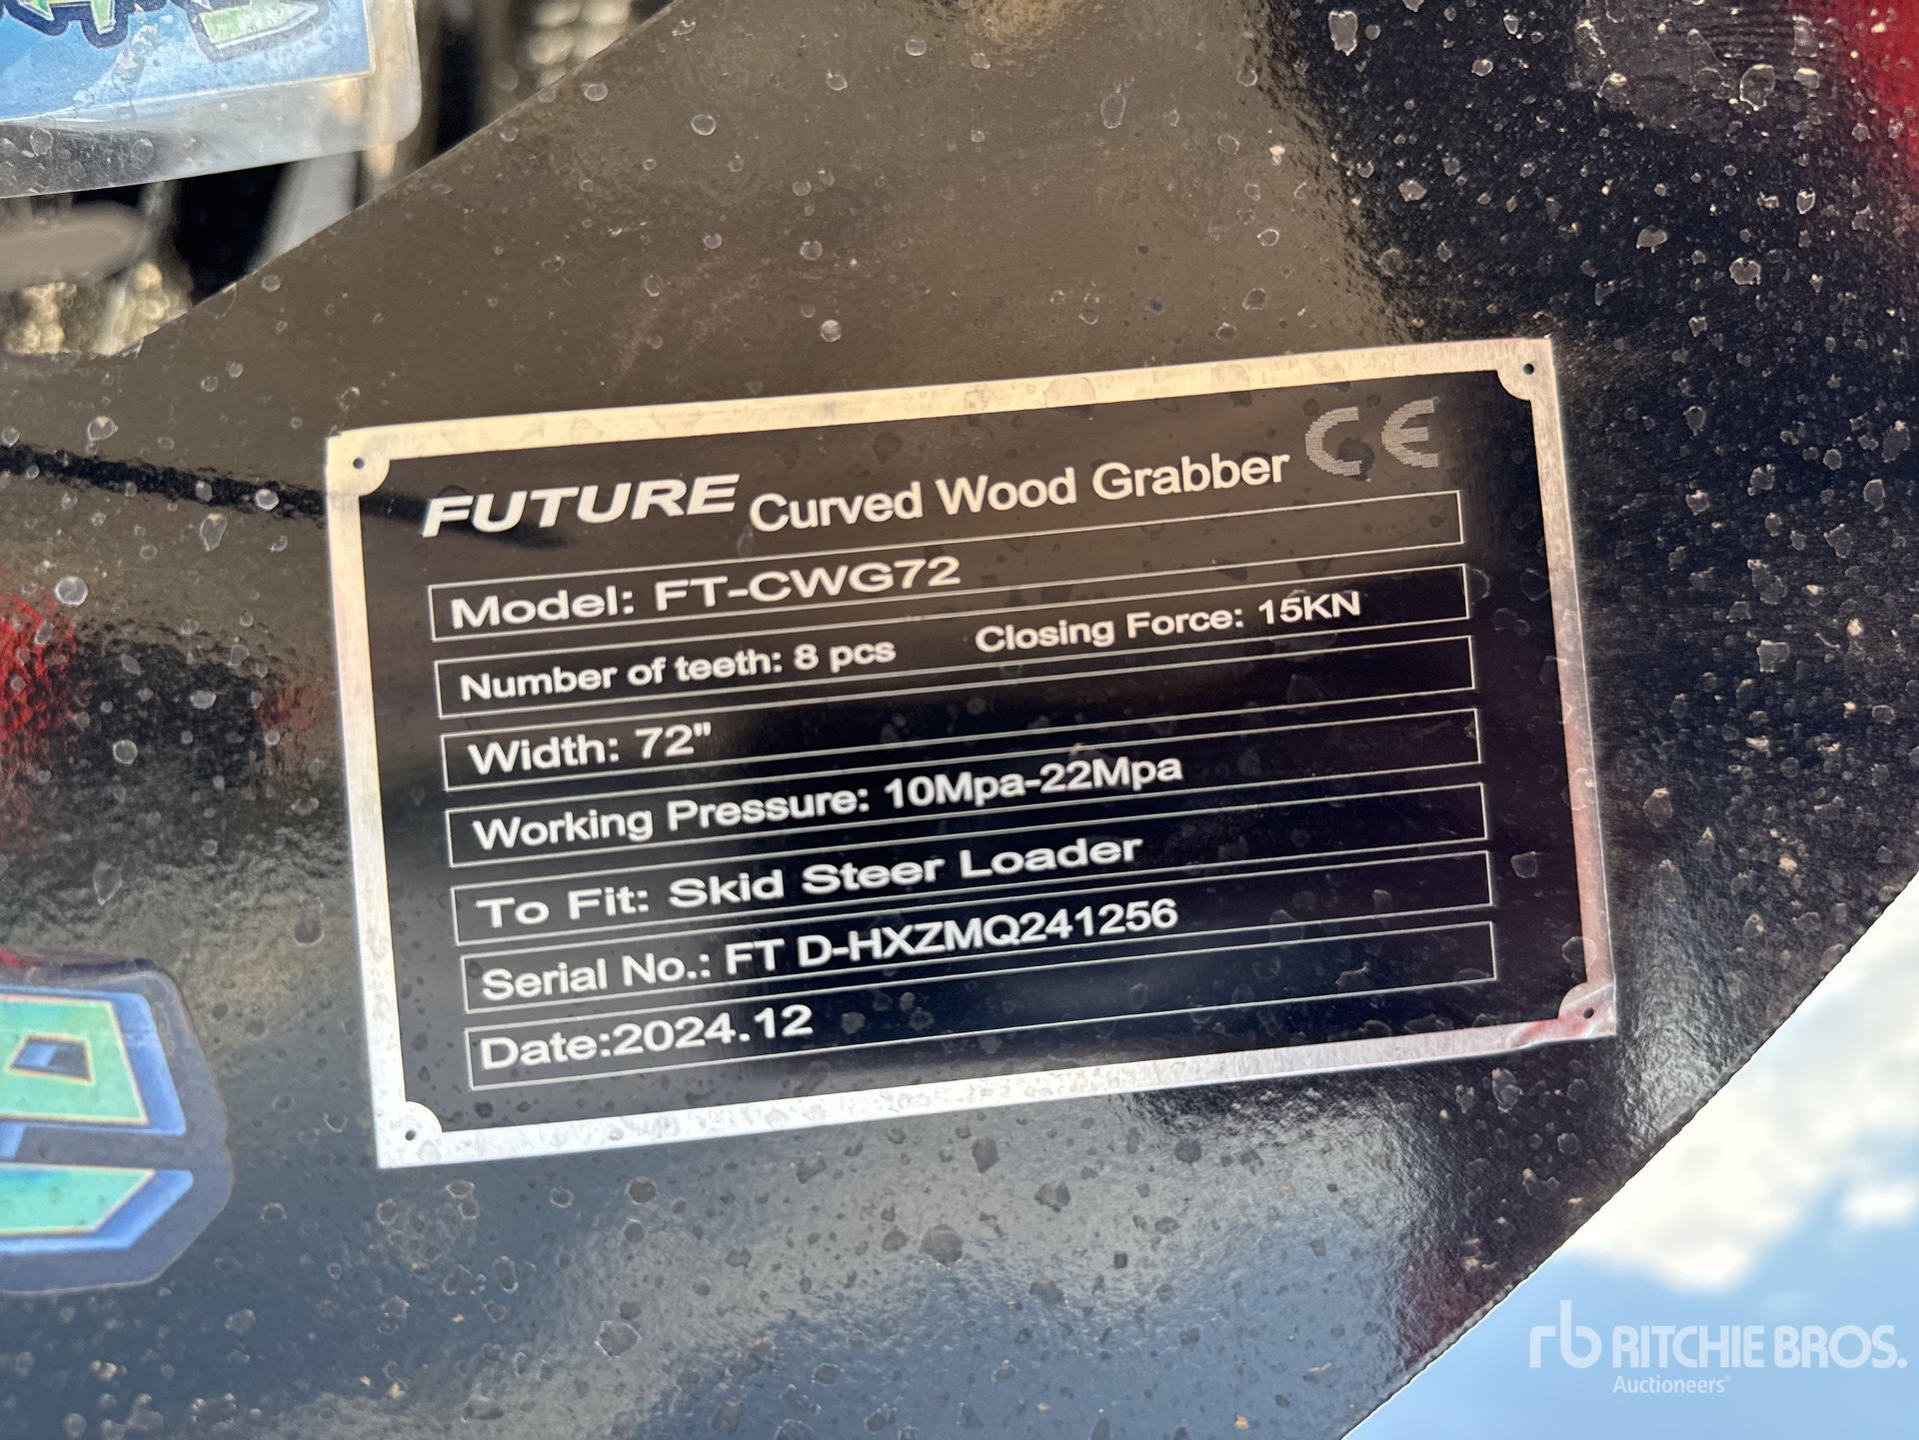 FUTURE Curved Wood Grabber CE
Model: FT-CWG72
Number of teeth: 8 pcs Closing Force: 15KN
Width: 72"
Working Pressure: 10Mpa-22Mpa
To Fit: Skid Steer Loader
Serial No.: FT D-HXZMQ241256
Date:2024.12
rb RITCHIE BROS.
Auctioneers